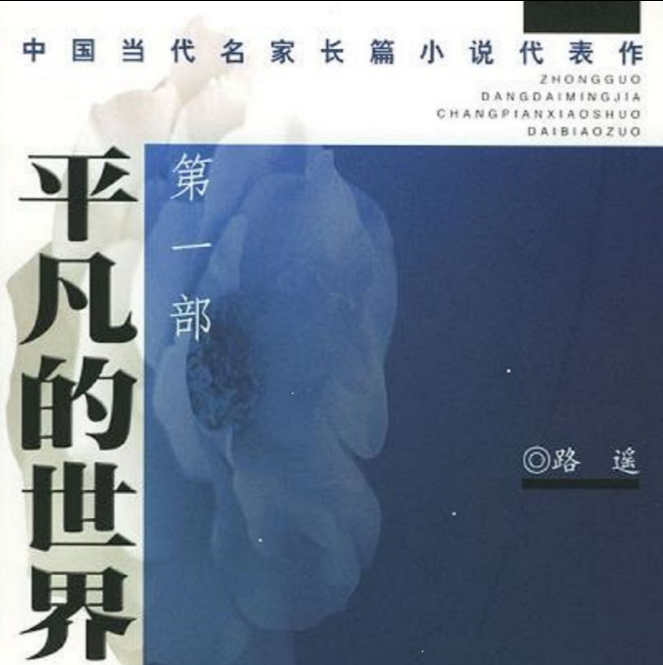 中国当代名家长篇小说代表作
ZHONGGUO
DANGDAIMINGJIA
CHANGPIANXIAOSHUO
DAIBIAOZUO
平凡的世界
第一部
◎路 遥